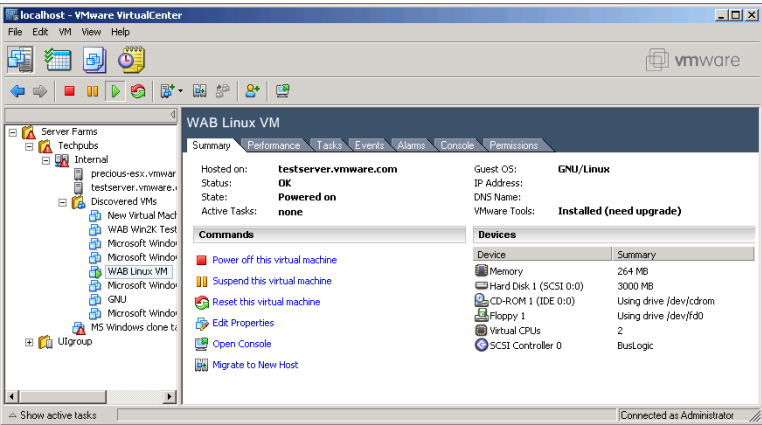 localhost - VMware VirtualCenter
File Edit VM View Help
vmware
WAB Linux VM
Summary Performance Tasks Events Alarms Console Permissions
Server Farms
Techpubs
Internal
precious-esx.vmwar
testserver.vmware.
Discovered VMs
New Virtual Mach
WAB Win2K Test
Microsoft Window
Microsoft Window
WAB Linux VM
Microsoft Window
GNU
Microsoft Window
MS Windows clone ta
UIgroup
Hosted on: testserver.vmware.com
Status: OK
State: Powered on
Active Tasks: none
Guest OS: GNU/Linux
IP Address:
DNS Name:
VMware Tools: Installed (need upgrade)
Commands
Power off this virtual machine
Suspend this virtual machine
Reset this virtual machine
Edit Properties
Open Console
Migrate to New Host
Devices
Device Summary
Memory 264 MB
Hard Disk 1 (SCSI 0:0) 3000 MB
CD-ROM 1 (IDE 0:0) Using drive /dev/cdrom
Floppy 1 Using drive /dev/fd0
Virtual CPUs 2
SCSI Controller 0 BusLogic
Show active tasks
Connected as Administrator